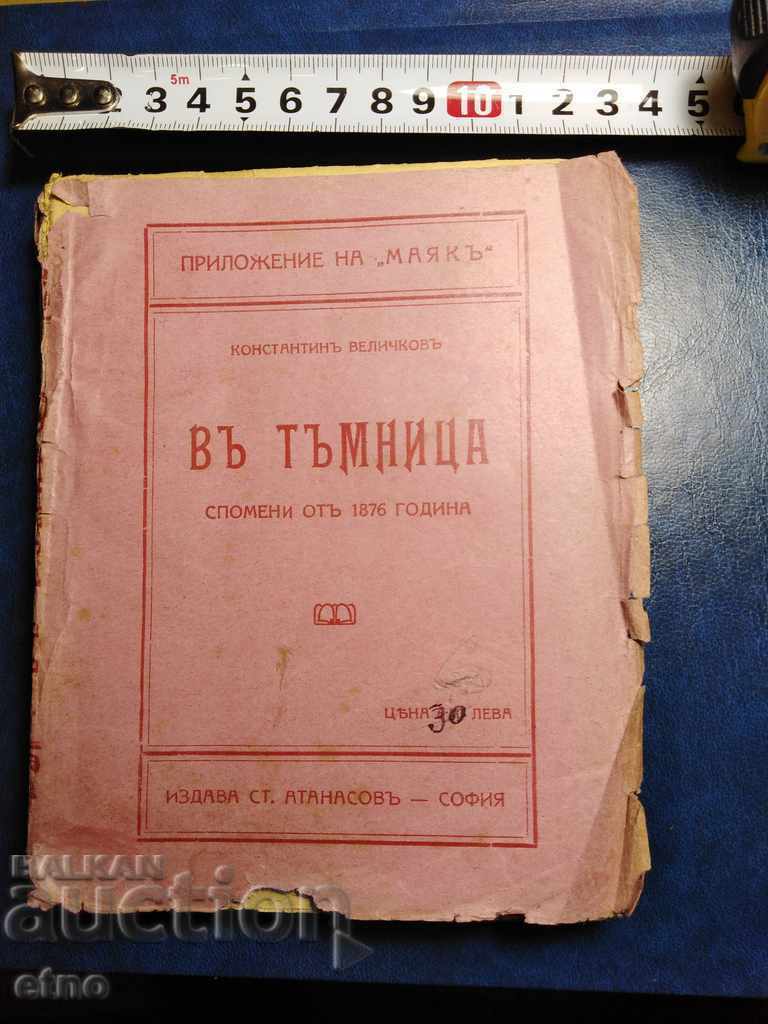 2 3 5m 4 5 6 7 8 9 10 1 2 3 4 5
ПРИЛОЖЕНИЕ НА „МАЯКЪ“
КОНСТАНТИНЪ ВЕЛИЧКОВЪ
ВЪ ТЪМНИЦА
СПОМЕНИ ОТЪ 1876 ГОДИНА
ЦѢНА 30 ЛЕВА
ИЗДАВА СТ. АТАНАСОВЪ — СОФИЯ
BALKAN
auction
etno